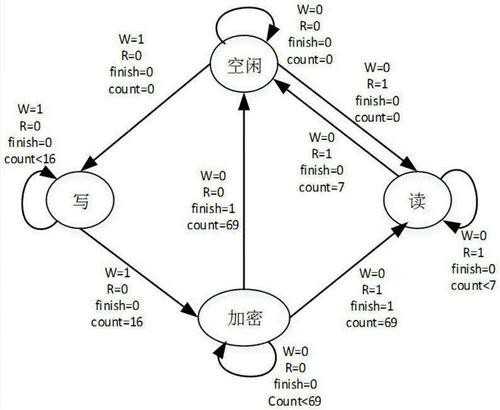 W=0
R=0
finish=0
count=0
空闲
W=1
R=0
finish=0
count=0
W=0
R=1
finish=0
count=0
W=1
R=0
finish=0
count<16
写
W=0
R=1
finish=0
count=7
W=0
R=0
finish=1
count=69
读
W=0
R=1
finish=0
count<7
W=1
R=0
finish=0
count=16
W=0
R=1
finish=1
count=69
加密
W=0
R=0
finish=0
Count<69